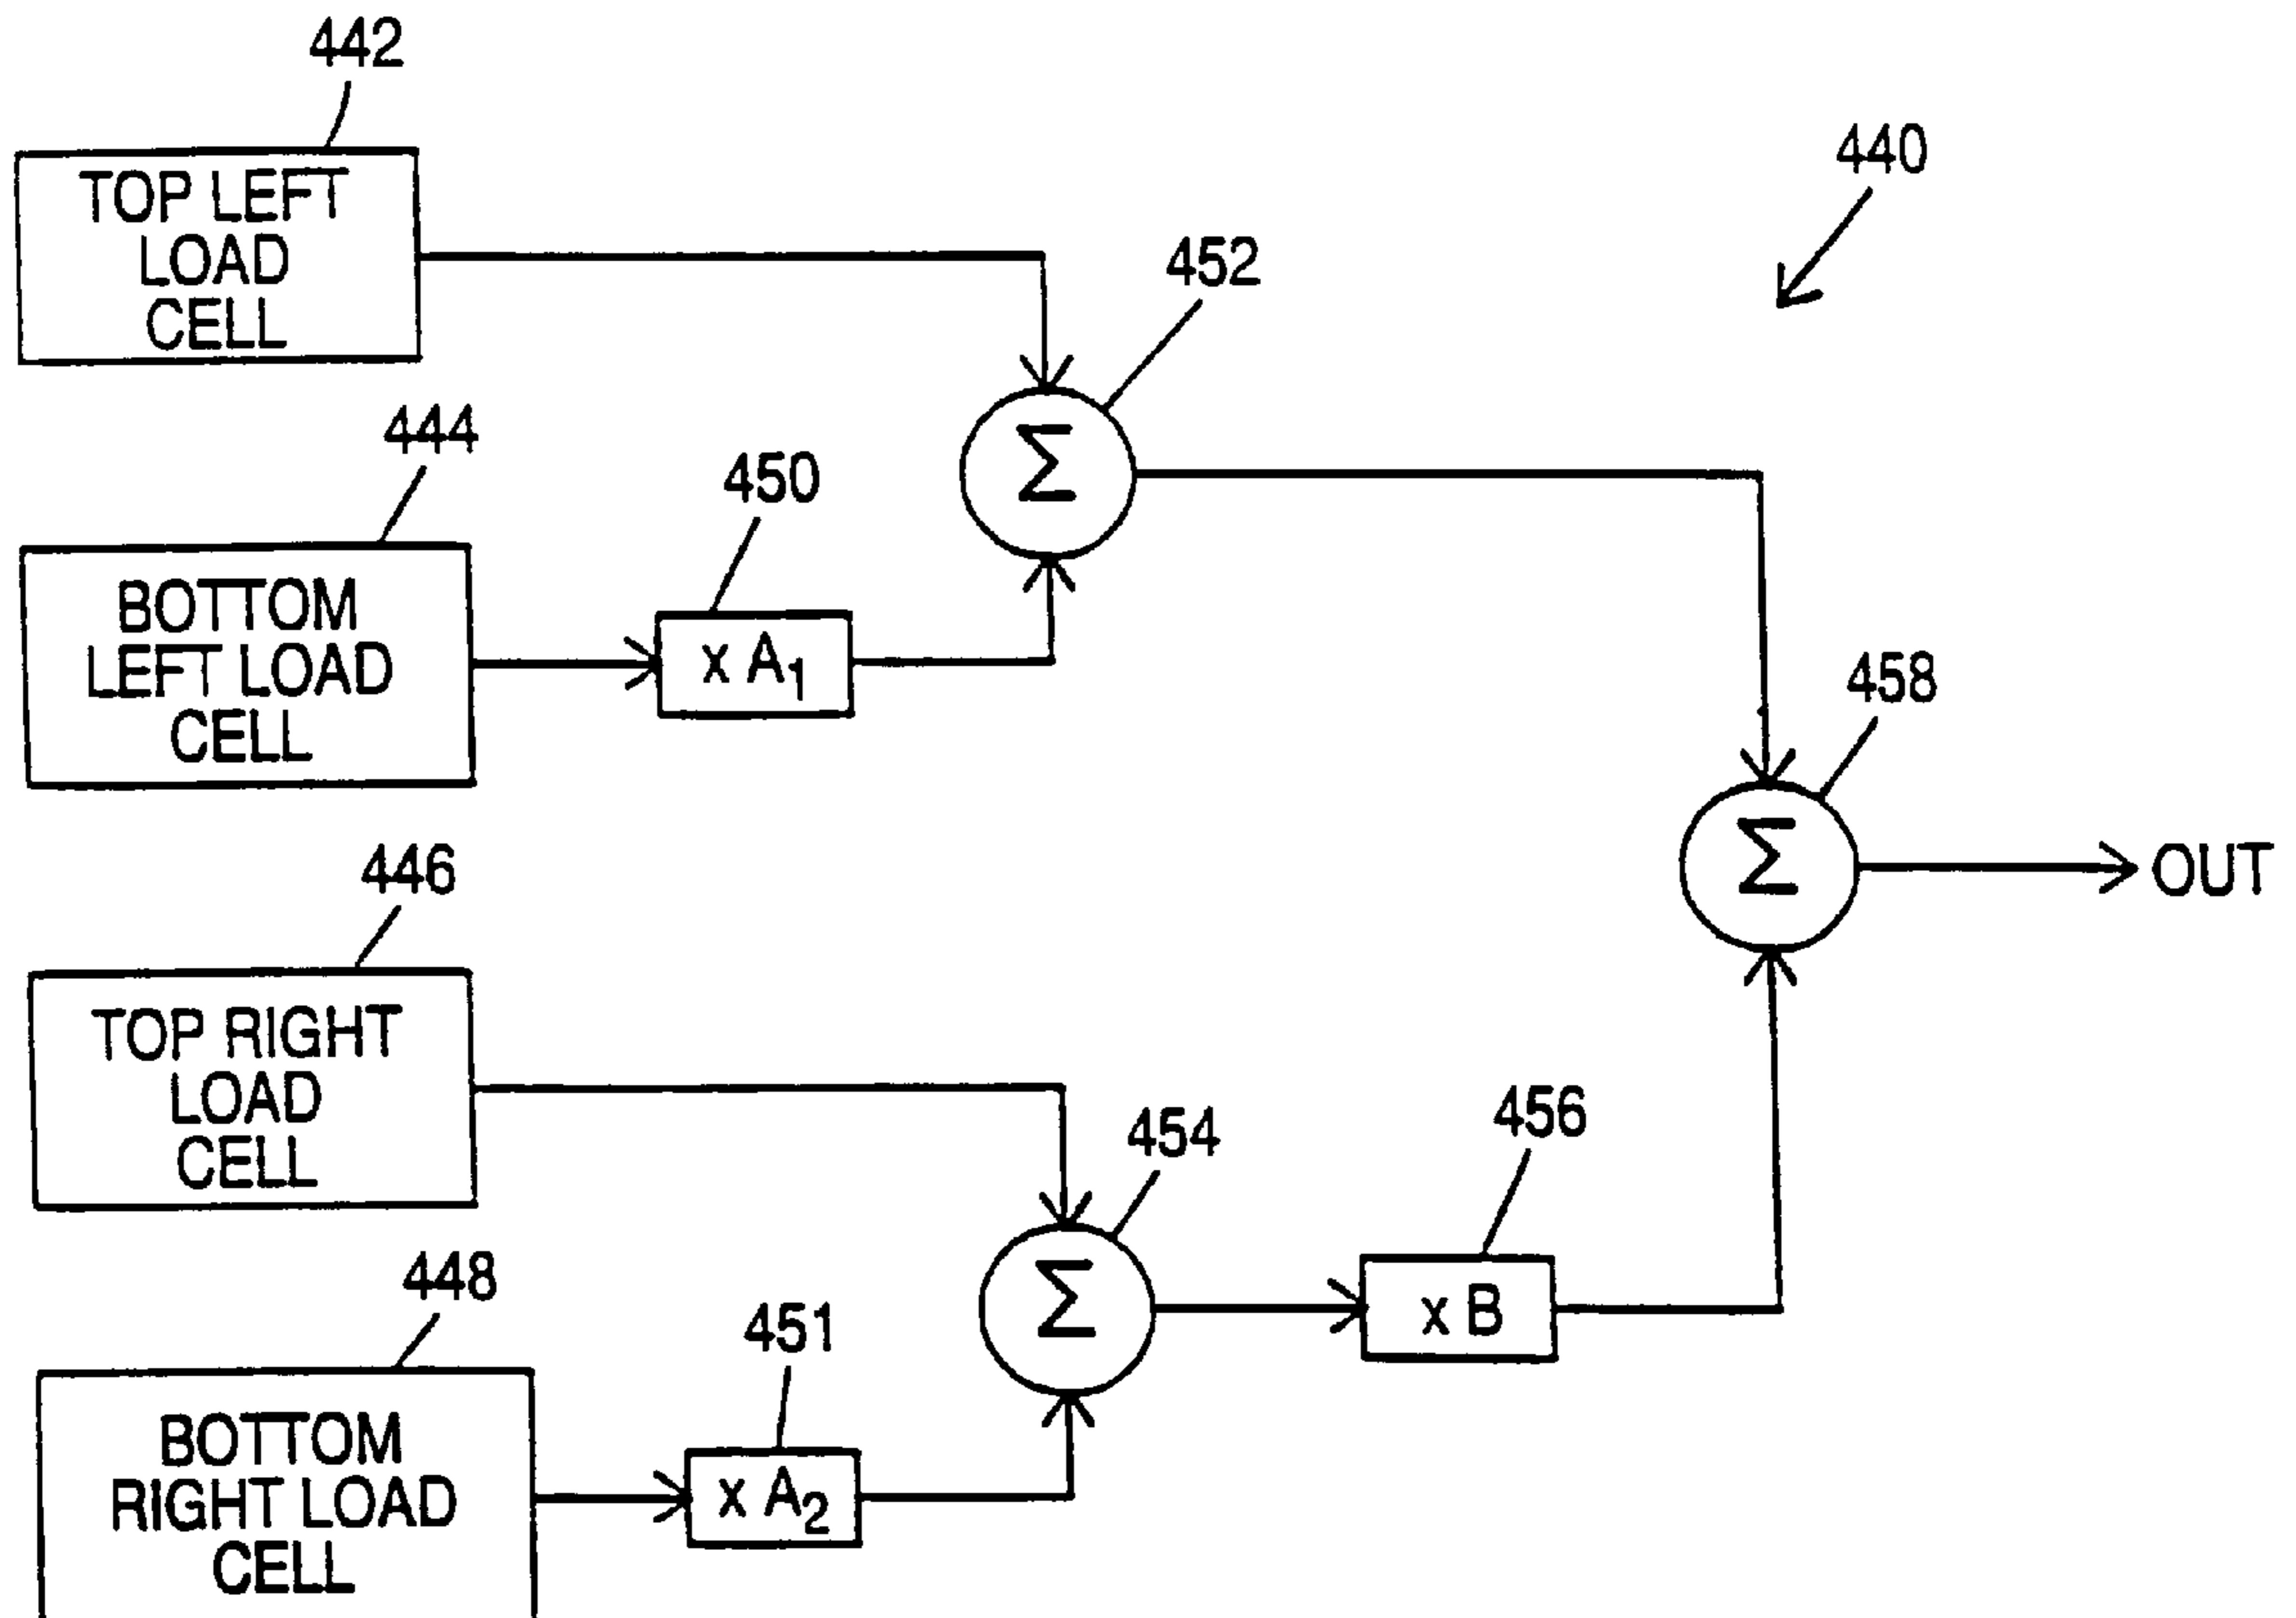 442
TOP LEFT
LOAD
CELL
440
452
Σ
444
BOTTOM
LEFT LOAD
CELL
450
x A₁
458
Σ
OUT
446
TOP RIGHT
LOAD
CELL
454
Σ
456
x B
448
BOTTOM
RIGHT LOAD
CELL
451
x A₂